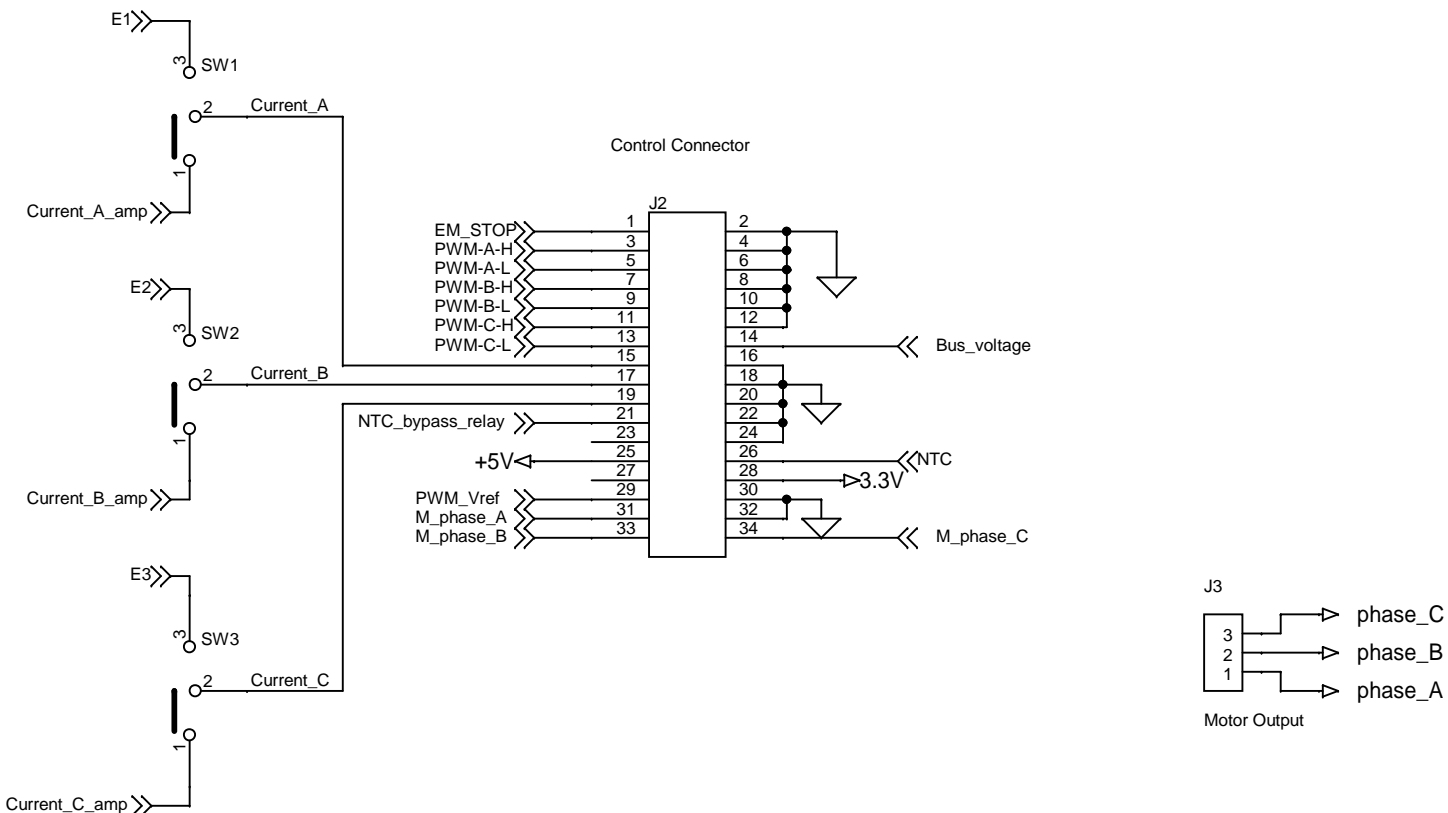 E1
3
SW1
2
Current_A
1
Current_A_amp
E2
3
SW2
2
Current_B
1
Current_B_amp
E3
3
SW3
2
Current_C
1
Current_C_amp
Control Connector
J2
EM_STOP 1 2
PWM-A-H 3 4
PWM-A-L 5 6
PWM-B-H 7 8
PWM-B-L 9 10
PWM-C-H 11 12
PWM-C-L 13 14 Bus_voltage
15 16
17 18
19 20
NTC_bypass_relay 21 22
23 24
+5V 25 26 NTC
27 28 3.3V
PWM_Vref 29 30
M_phase_A 31 32
M_phase_B 33 34 M_phase_C
J3
3 phase_C
2 phase_B
1 phase_A
Motor Output